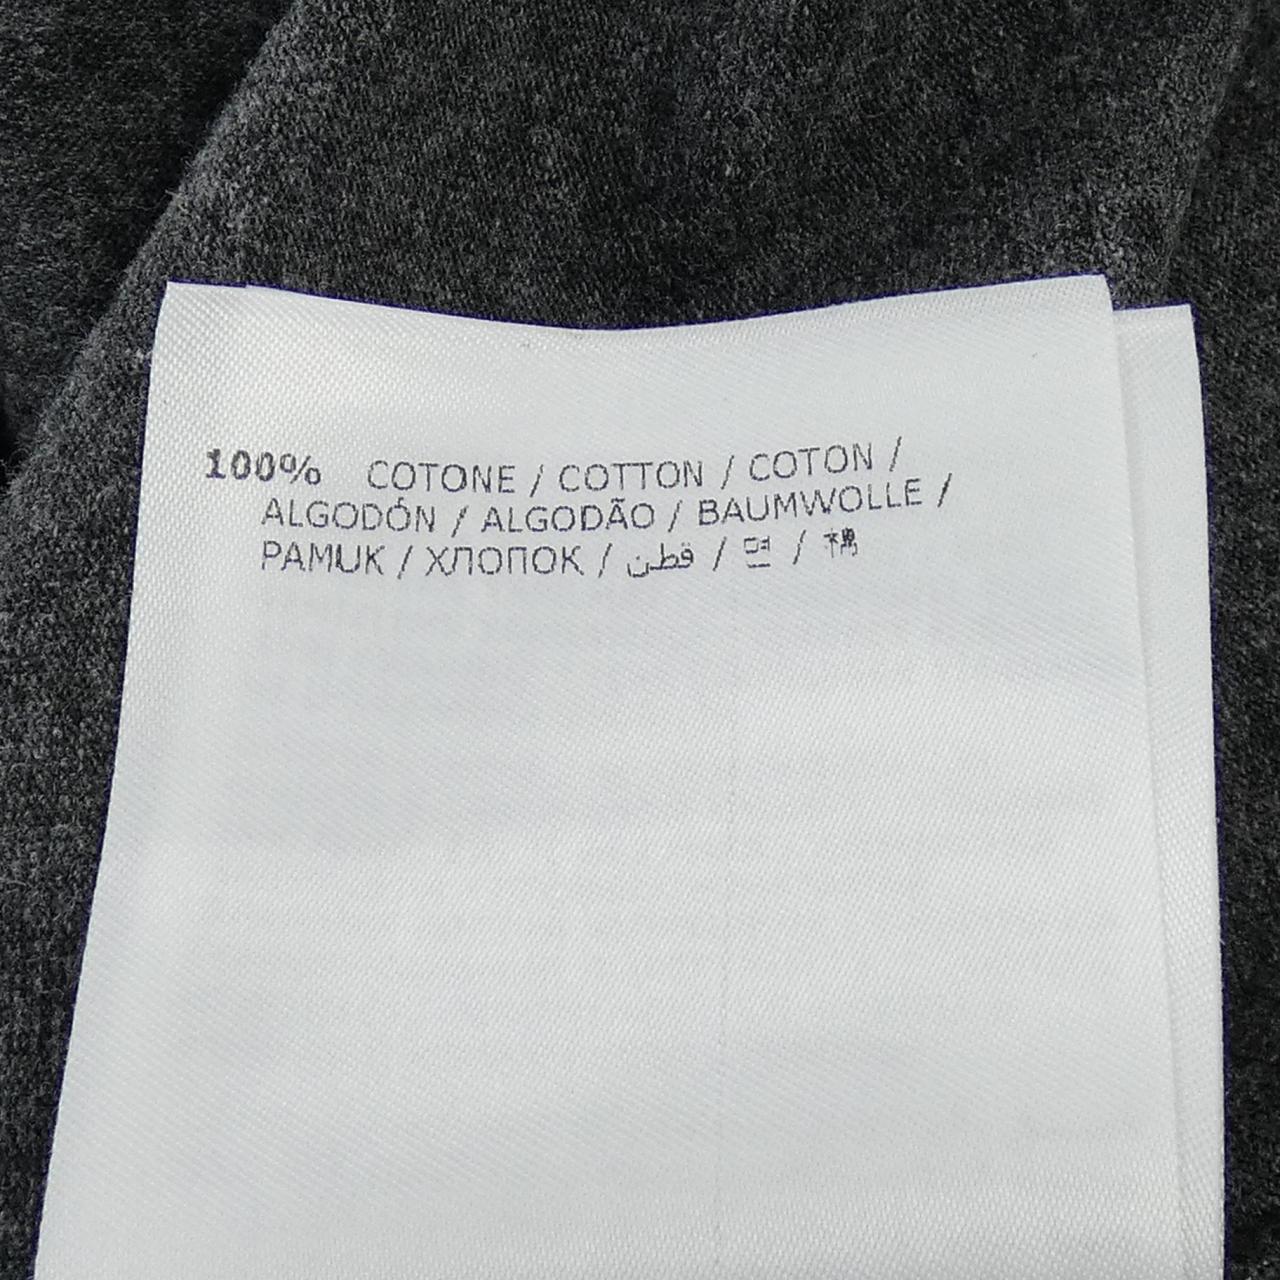 100% COTONE / COTTON / COTON /
ALGODÓN / ALGODÃO / BAUMWOLLE /
PAMUK / ХЛОПОК / قطن / 면 / 棉